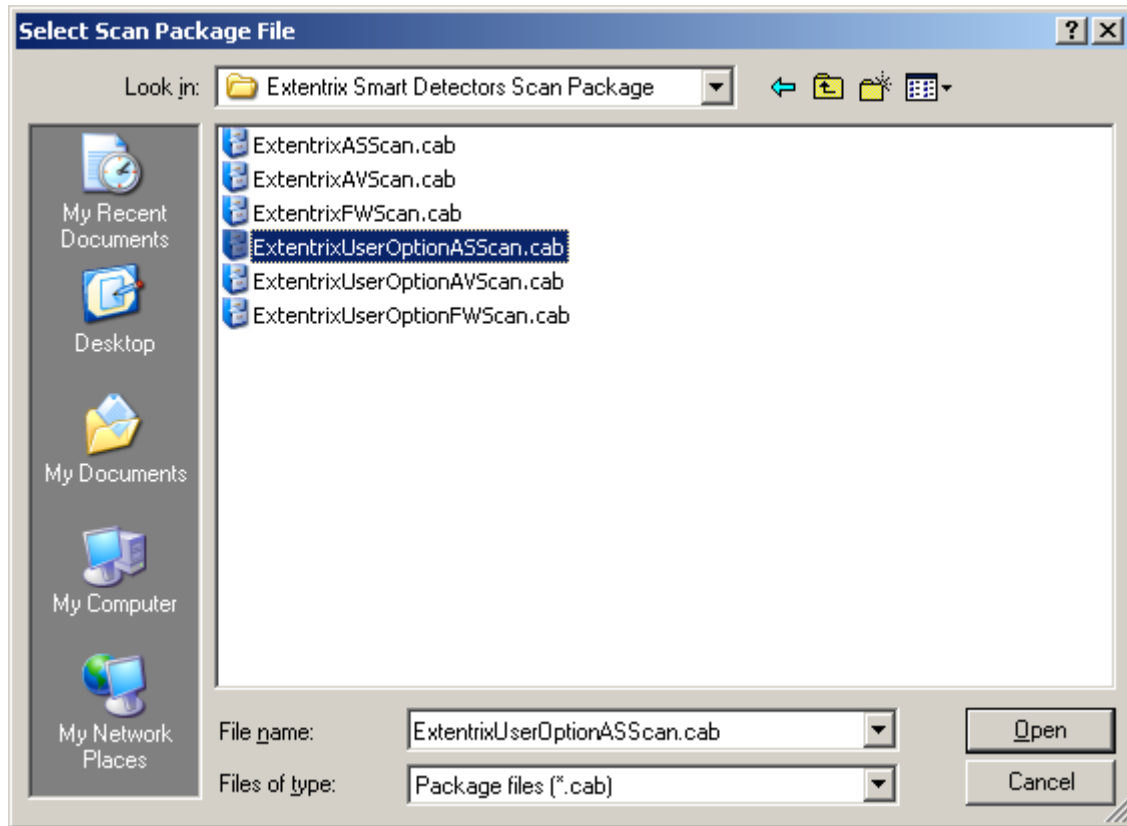 Select Scan Package File
Look in: Extentrix Smart Detectors Scan Package
My Recent
Documents
Desktop
My Documents
My Computer
My Network
Places
ExtentrixASScan.cab
ExtentrixAVScan.cab
ExtentrixFWScan.cab
ExtentrixUserOptionASScan.cab
ExtentrixUserOptionAVScan.cab
ExtentrixUserOptionFWScan.cab
File name: ExtentrixUserOptionASScan.cab Open
Files of type: Package files (*.cab) Cancel